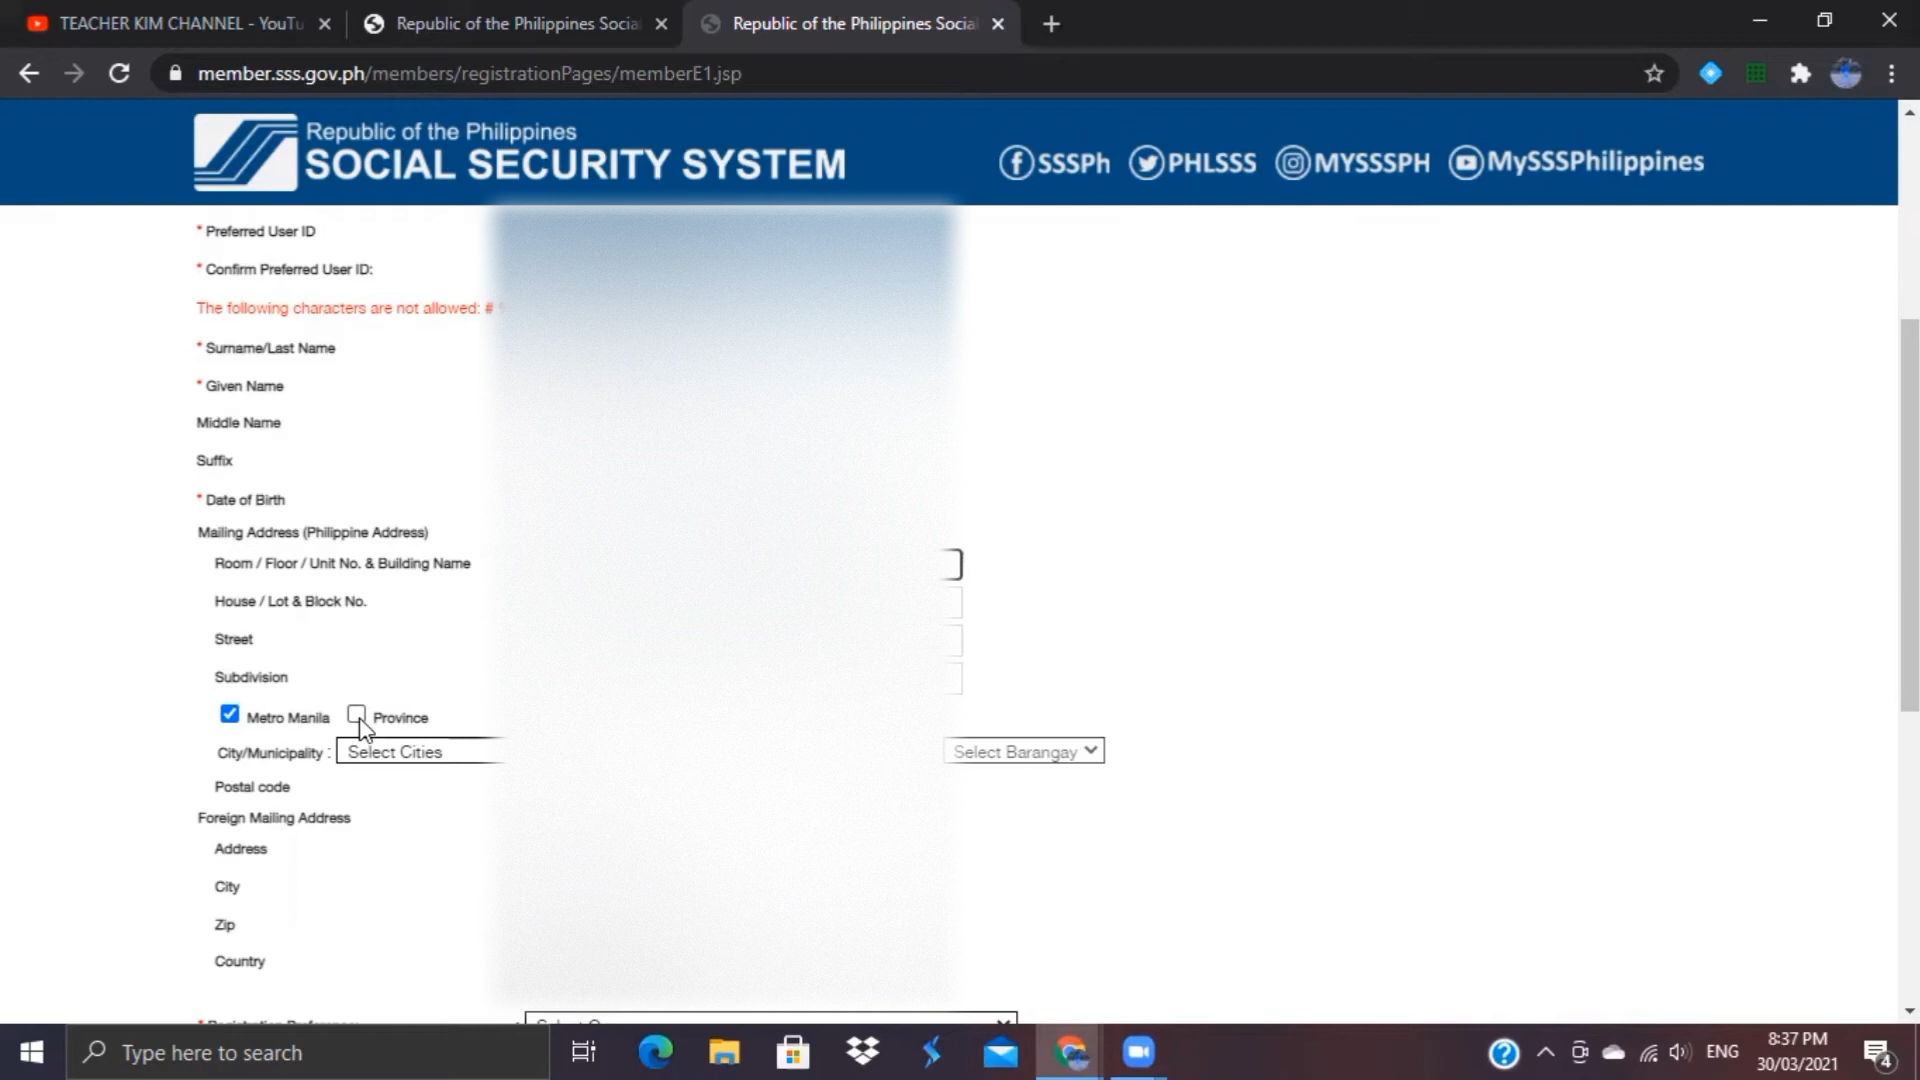 TEACHER KIM CHANNEL - YouTu
Republic of the Philippines Socia
Republic of the Philippines Social
member.sss.gov.ph/members/registrationPages/memberE1.jsp
Republic of the Philippines
SOCIAL SECURITY SYSTEM
SSSPh
PHLSSS
MYSSSPH
MySSSPhilippines
* Preferred User ID
* Confirm Preferred User ID:
The following characters are not allowed: #
* Surname/Last Name
* Given Name
Middle Name
Suffix
* Date of Birth
Mailing Address (Philippine Address)
Room / Floor / Unit No. & Building Name
House / Lot & Block No.
Street
Subdivision
Metro Manila Province
City/Municipality : Select Cities Select Barangay
Postal code
Foreign Mailing Address
Address
City
Zip
Country
Type here to search
ENG
8:37 PM
30/03/2021
4